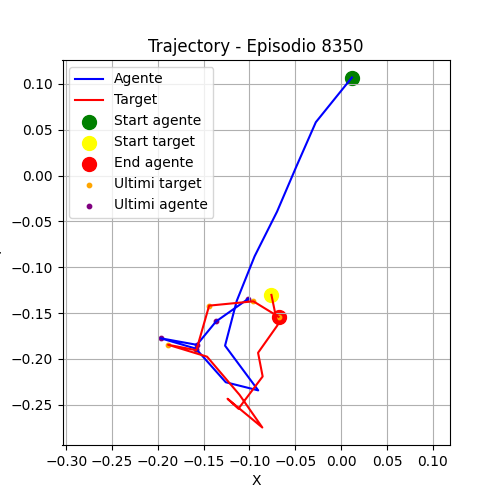 Trajectory - Episodio 8350
Agente
Target
Start agente
Start target
End agente
Ultimi target
Ultimi agente
0.10
0.05
0.00
−0.05
−0.10
−0.15
−0.20
−0.25
−0.30 −0.25 −0.20 −0.15 −0.10 −0.05 0.00 0.05 0.10
X